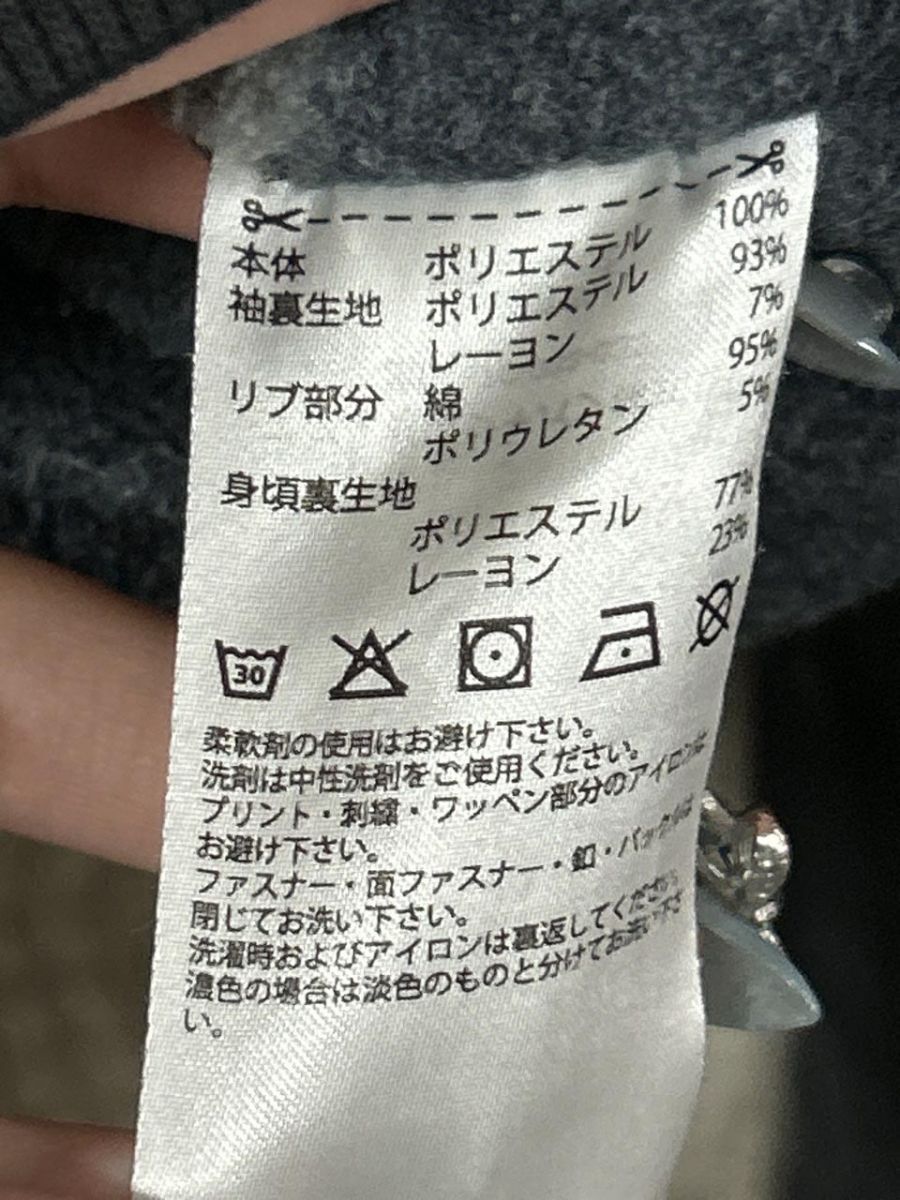 本体 ポリエステル 100%
袖裏生地 ポリエステル 93%
レーヨン 7%
リブ部分 綿 95%
ポリウレタン 5%
身頃裏生地
ポリエステル 77%
レーヨン 23%
30
柔軟剤の使用はお避け下さい。
洗剤は中性洗剤をご使用ください。
プリント・刺繍・ワッペン部分のアイロンは
お避け下さい。
ファスナー・面ファスナー・釦・バックルは
閉じてお洗い下さい。
洗濯時およびアイロンは裏返してください。
濃色の場合は淡色のものと分けてお洗い下さ
い。